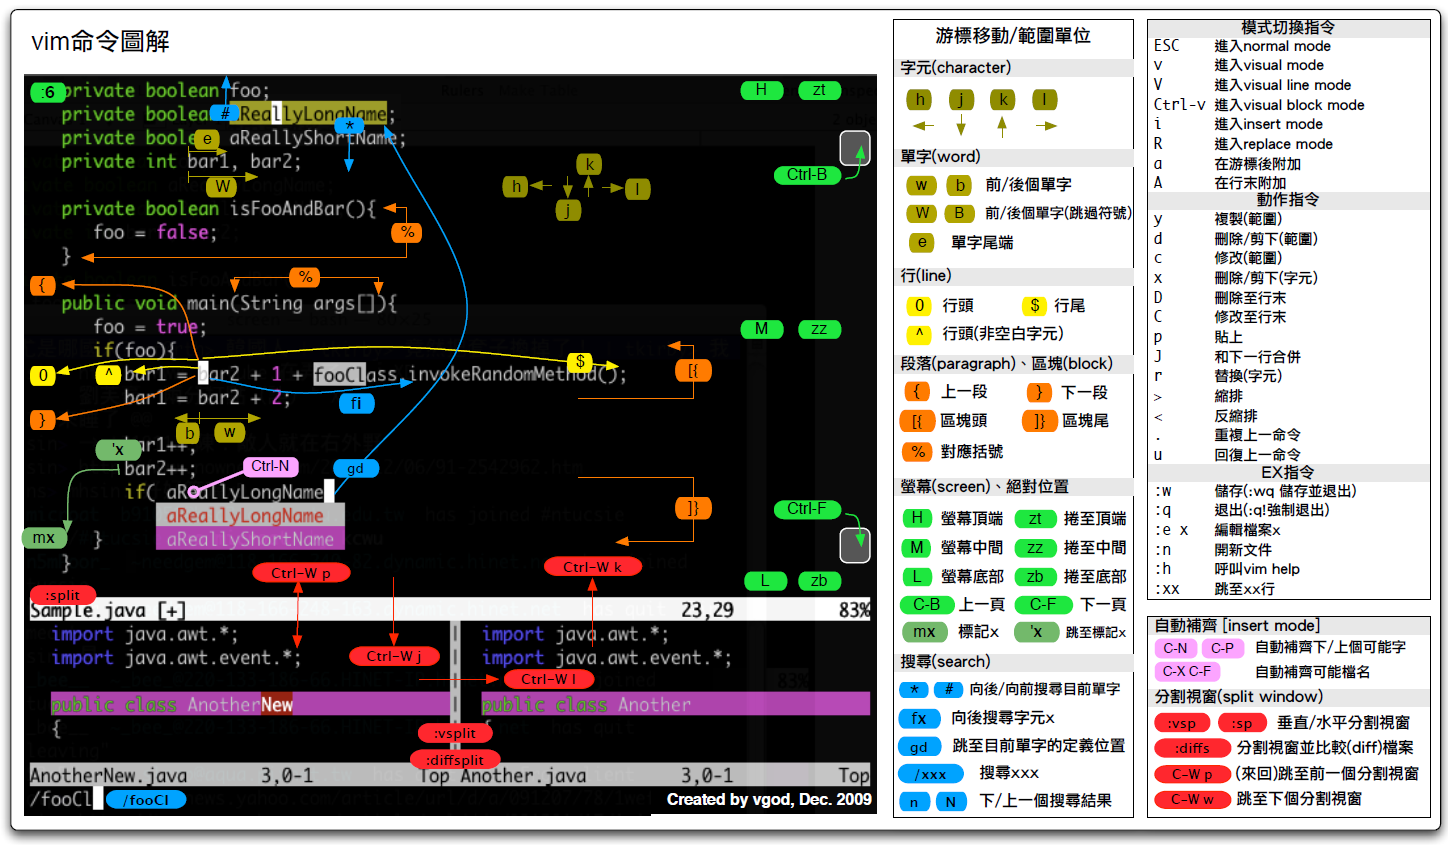 vim命令圖解
:6
private boolean foo;
private boolean aReallyLongName;
#
*
private boolean aReallyShortName;
e
private int bar1, bar2;
W
private boolean isFooAndBar(){
foo = false;
%
}
{
%
public void main(String args[]){
foo = true;
if(foo){
0
^
bar1 = bar2 + 1 + fooClass.invokeRandomMethod();
$
[{
bar1 = bar2 + 2;
fi
}
b
w
bar1++;
'x
bar2++;
Ctrl-N
gd
if( aReallyLongName
aReallyLongName
aReallyShortName
]}
mx
}
}
h
j
k
l
H
zt
Ctrl-B
M
zz
Ctrl-F
L
zb
Ctrl-W p
Ctrl-W k
:split
Sample.java [+]
23,29
83%
import java.awt.*;
import java.awt.event.*;
import java.awt.*;
import java.awt.event.*;
Ctrl-W j
Ctrl-W l
public class AnotherNew
public class Another
{
{
:vsplit
:diffsplit
AnotherNew.java
3,0-1
Top
Another.java
3,0-1
Top
/fooCl
/fooCl
Created by vgod, Dec. 2009
游標移動/範圍單位
字元(character)
h j k l
單字(word)
w b 前/後個單字
W B 前/後個單字(跳過符號)
e 單字尾端
行(line)
0 行頭 $ 行尾
^ 行頭(非空白字元)
段落(paragraph)、區塊(block)
{ 上一段 } 下一段
[{ 區塊頭 ]} 區塊尾
% 對應括號
螢幕(screen)、絕對位置
H 螢幕頂端 zt 捲至頂端
M 螢幕中間 zz 捲至中間
L 螢幕底部 zb 捲至底部
C-B 上一頁 C-F 下一頁
mx 標記x 'x 跳至標記x
搜尋(search)
* # 向後/向前搜尋目前單字
fx 向後搜尋字元x
gd 跳至目前單字的定義位置
/xxx 搜尋xxx
n N 下/上一個搜尋結果
模式切換指令
ESC 進入normal mode
v 進入visual mode
V 進入visual line mode
Ctrl-v 進入visual block mode
i 進入insert mode
R 進入replace mode
a 在游標後附加
A 在行末附加
動作指令
y 複製(範圍)
d 刪除/剪下(範圍)
c 修改(範圍)
x 刪除/剪下(字元)
D 刪除至行末
C 修改至行末
p 貼上
J 和下一行合併
r 替換(字元)
> 縮排
< 反縮排
. 重複上一命令
u 回復上一命令
EX指令
:w 儲存(:wq 儲存並退出)
:q 退出(:q!強制退出)
:e x 編輯檔案x
:n 開新文件
:h 呼叫vim help
:xx 跳至xx行
自動補齊 [insert mode]
C-N C-P 自動補齊下/上個可能字
C-X C-F 自動補齊可能檔名
分割視窗(split window)
:vsp :sp 垂直/水平分割視窗
:diffs 分割視窗並比較(diff)檔案
C-W p (來回)跳至前一個分割視窗
C-W w 跳至下個分割視窗